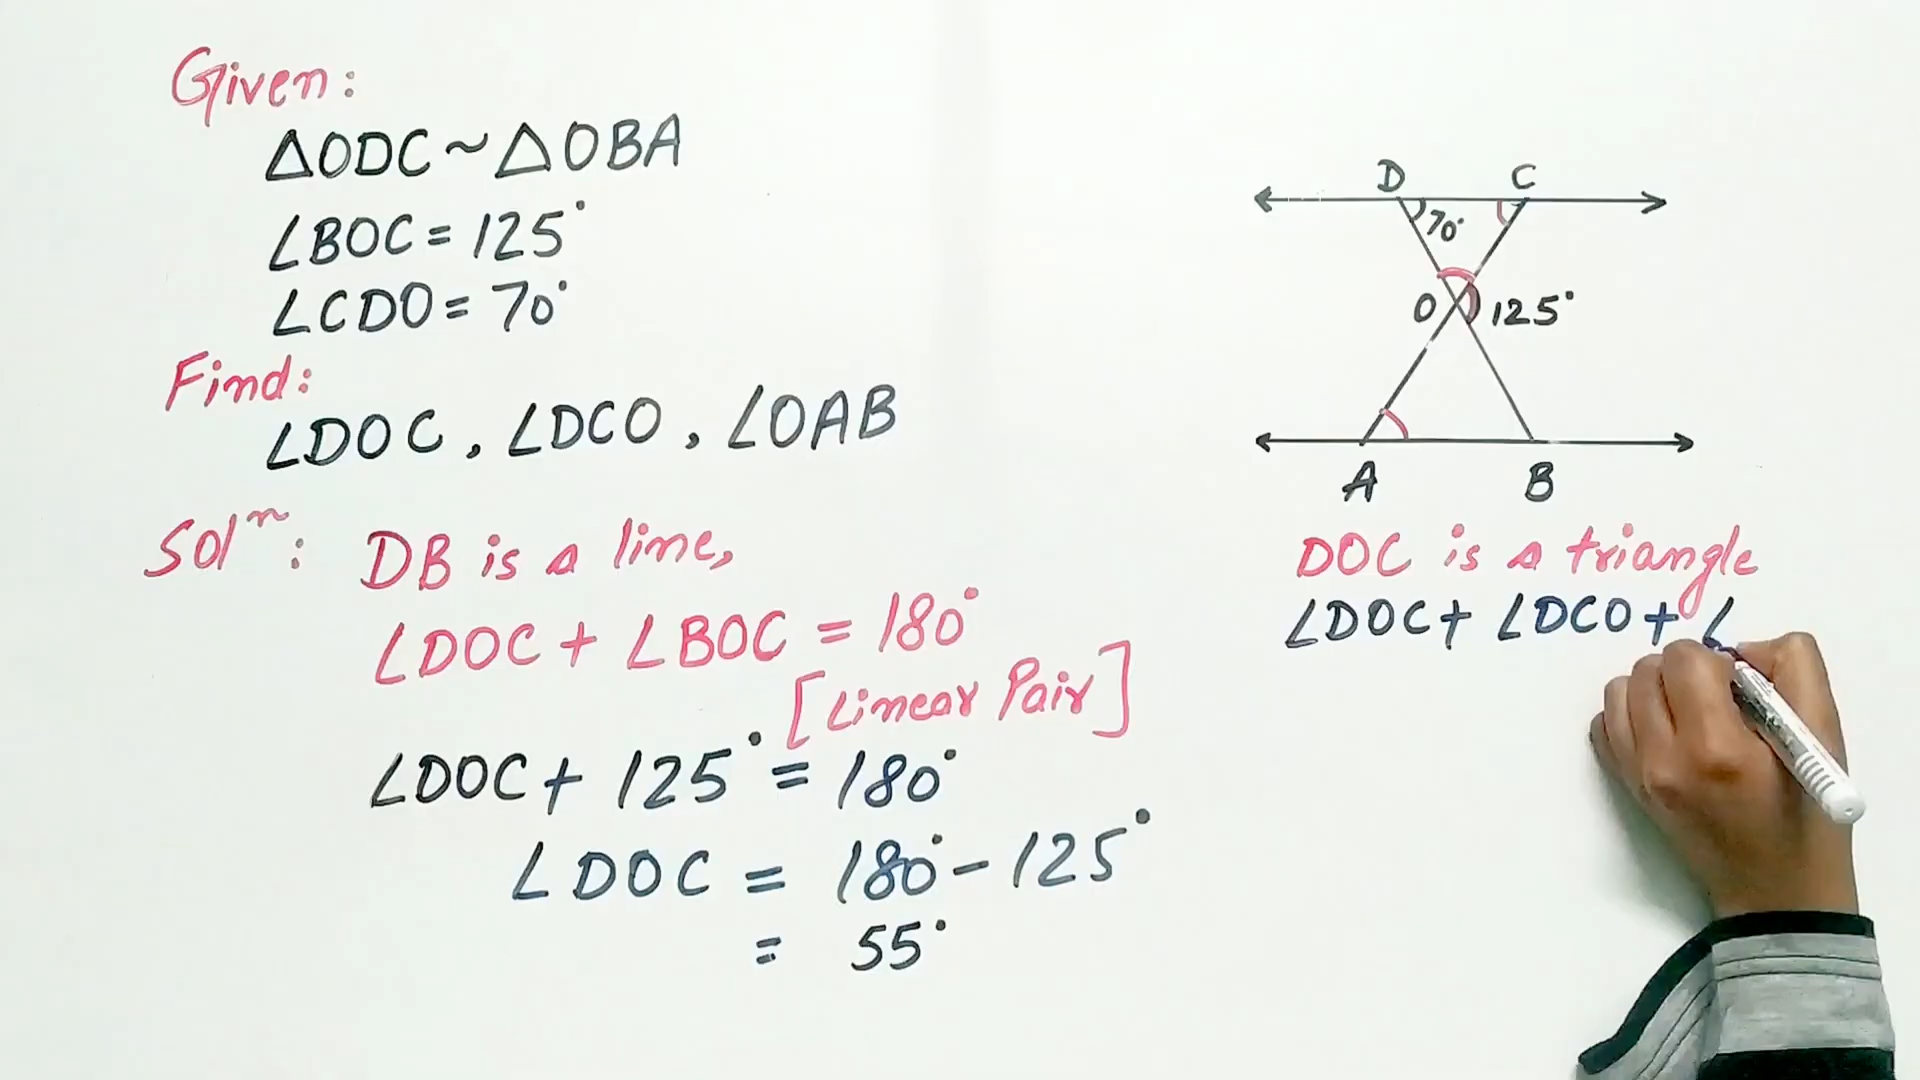 Given:
△ODC ~ △OBA
∠BOC = 125°
∠CDO = 70°
Find:
∠DOC, ∠DCO, ∠OAB
Solⁿ: DB is a line,
∠DOC + ∠BOC = 180°
[Linear Pair]
∠DOC + 125° = 180°
∠DOC = 180° - 125°
= 55°
D C
70°
O 125°
A B
DOC is a triangle
∠DOC + ∠DCO + ∠